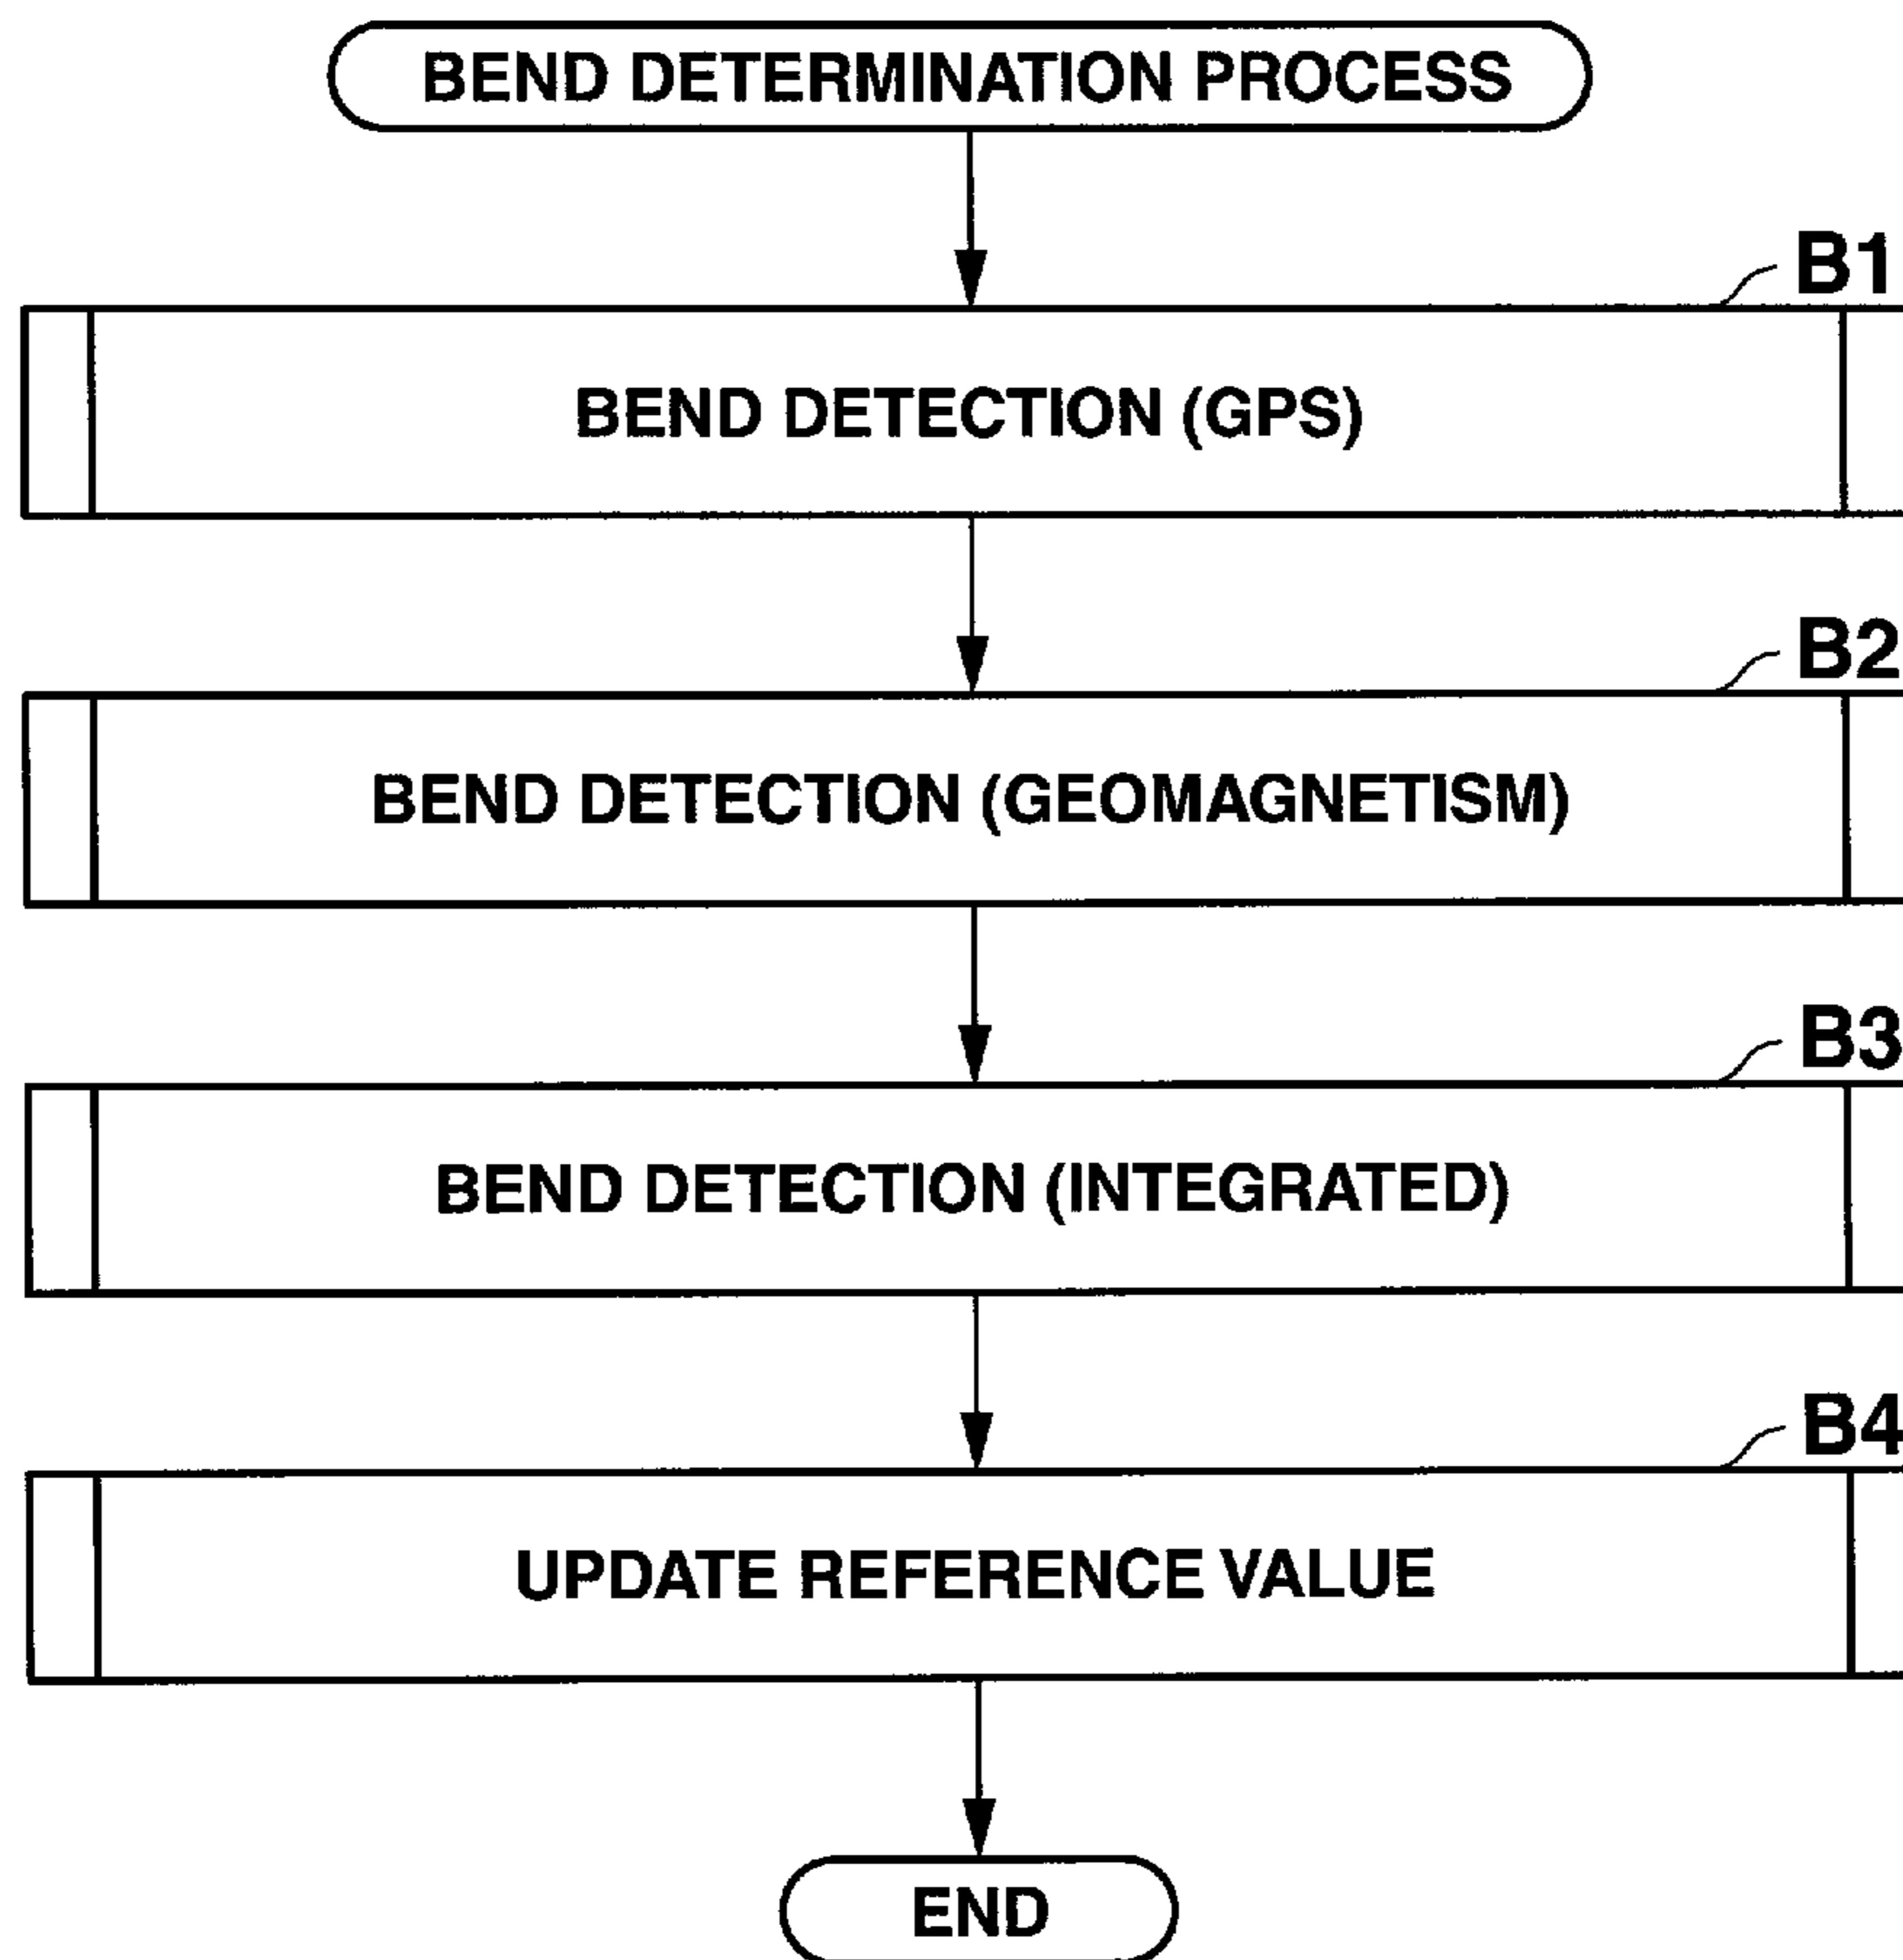 BEND DETERMINATION PROCESS
B1
BEND DETECTION (GPS)
B2
BEND DETECTION (GEOMAGNETISM)
B3
BEND DETECTION (INTEGRATED)
B4
UPDATE REFERENCE VALUE
END